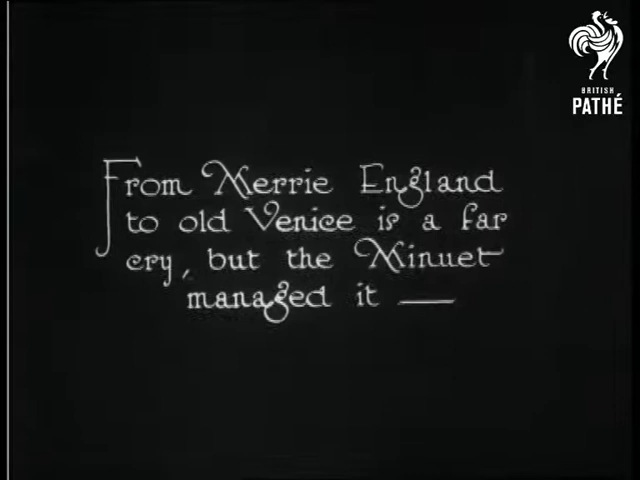 BRITISH
PATHÉ
From Merrie England
to old Venice is a far
cry, but the Minuet
managed it —